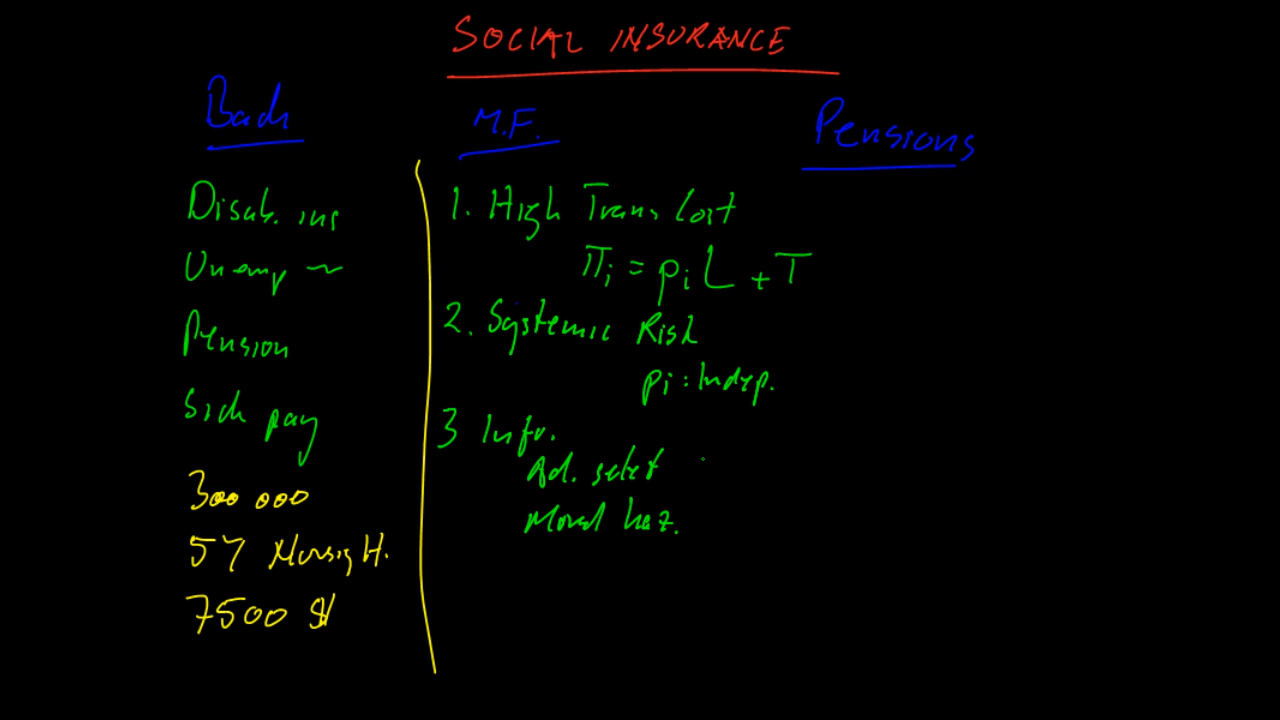 SOCIAL INSURANCE
Back
Disab. ins
Unemp ~
Pension
Sick pay
300 000
57
7500 $
M.F.
1. High Trans Cost
πi = pi L + T
2. Systemic Risk
pi : Indep.
3 Info.
Ad. select
Moral haz.
Pensions